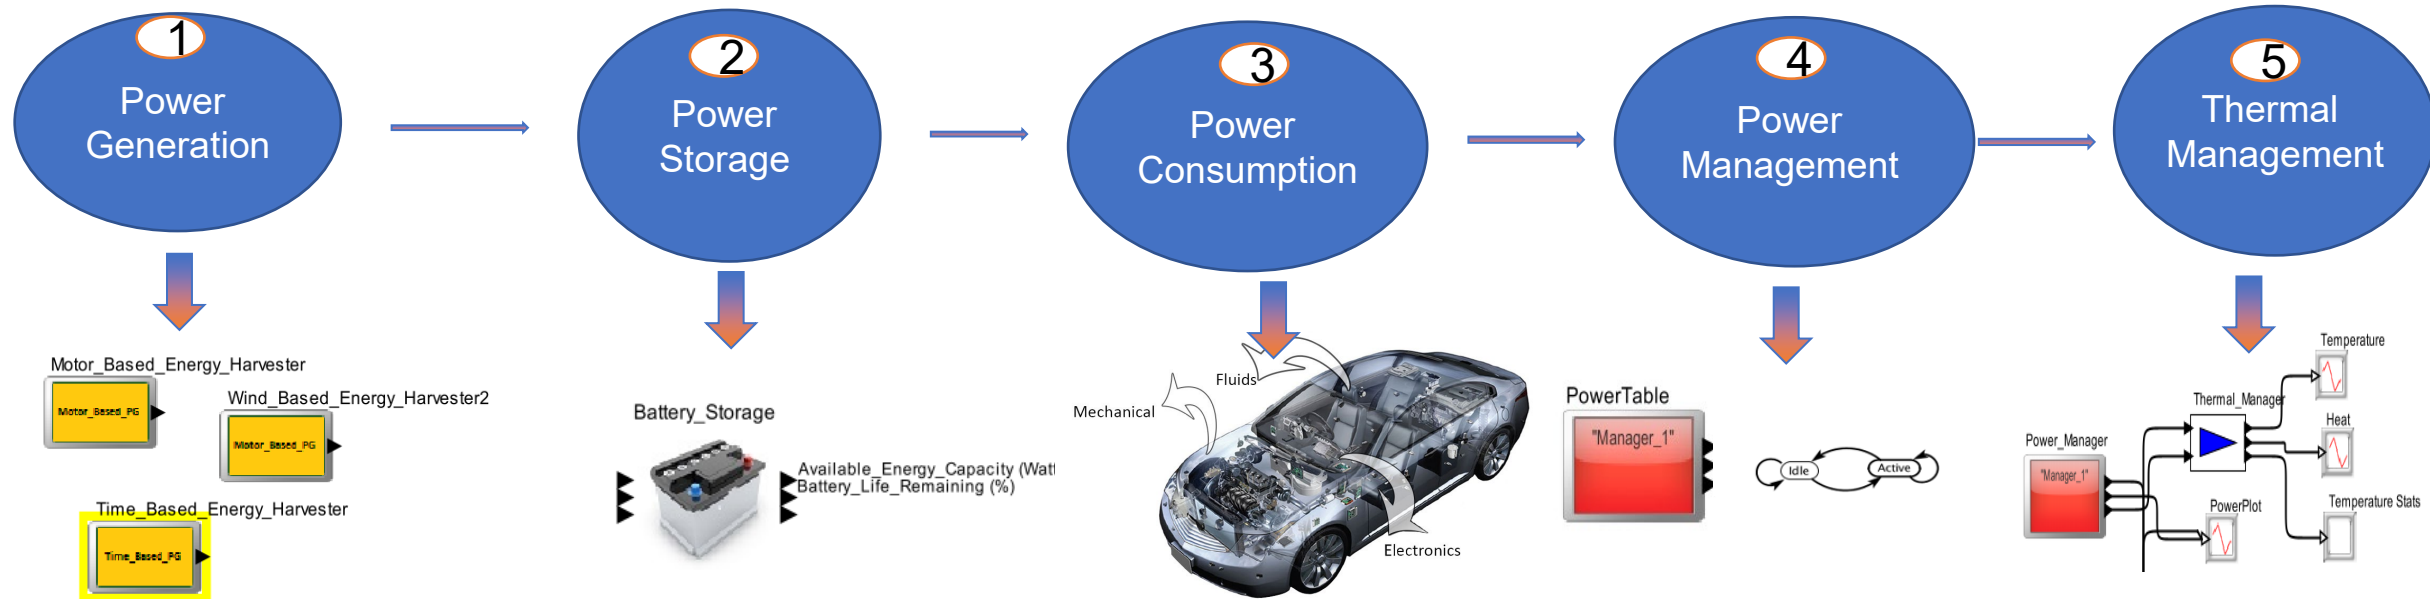 1
Power
Generation
2
Power
Storage
3
Power
Consumption
4
Power
Management
5
Thermal
Management
Motor_Based_Energy_Harvester
Motor_Based_PG
Wind_Based_Energy_Harvester2
Motor_Based_PG
Time_Based_Energy_Harvester
Time_Based_PG
Battery_Storage
Available_Energy_Capacity (Wat
Battery_Life_Remaining (%)
Fluids
Mechanical
Electronics
PowerTable
"Manager_1"
Idle
Active
Temperature
Thermal_Manager
Heat
Power_Manager
"Manager_1"
PowerPlot
Temperature Stats